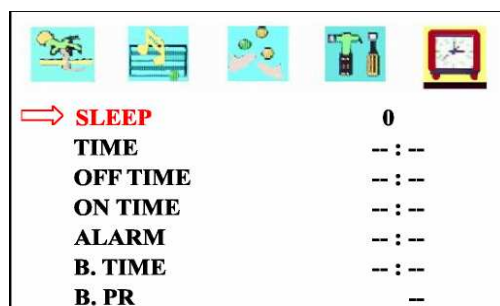 SLEEP 0
TIME -- : --
OFF TIME -- : --
ON TIME -- : --
ALARM -- : --
B. TIME -- : --
B. PR --